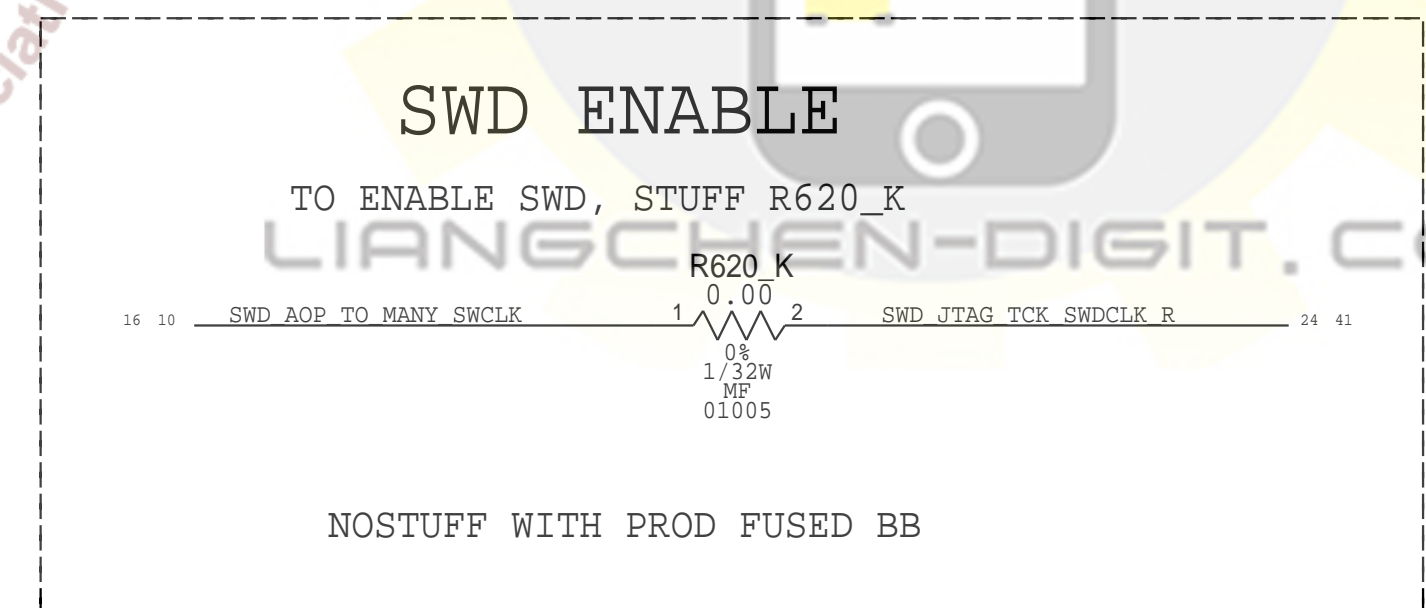 SWD ENABLE
TO ENABLE SWD, STUFF R620_K
LIANGCHEN-DIGIT.C
R620_K
0.00
16 10 SWD_AOP_TO_MANY_SWCLK 1 2 SWD_JTAG_TCK_SWDCLK_R 24 41
0%
1/32W
MF
01005
NOSTUFF WITH PROD FUSED BB